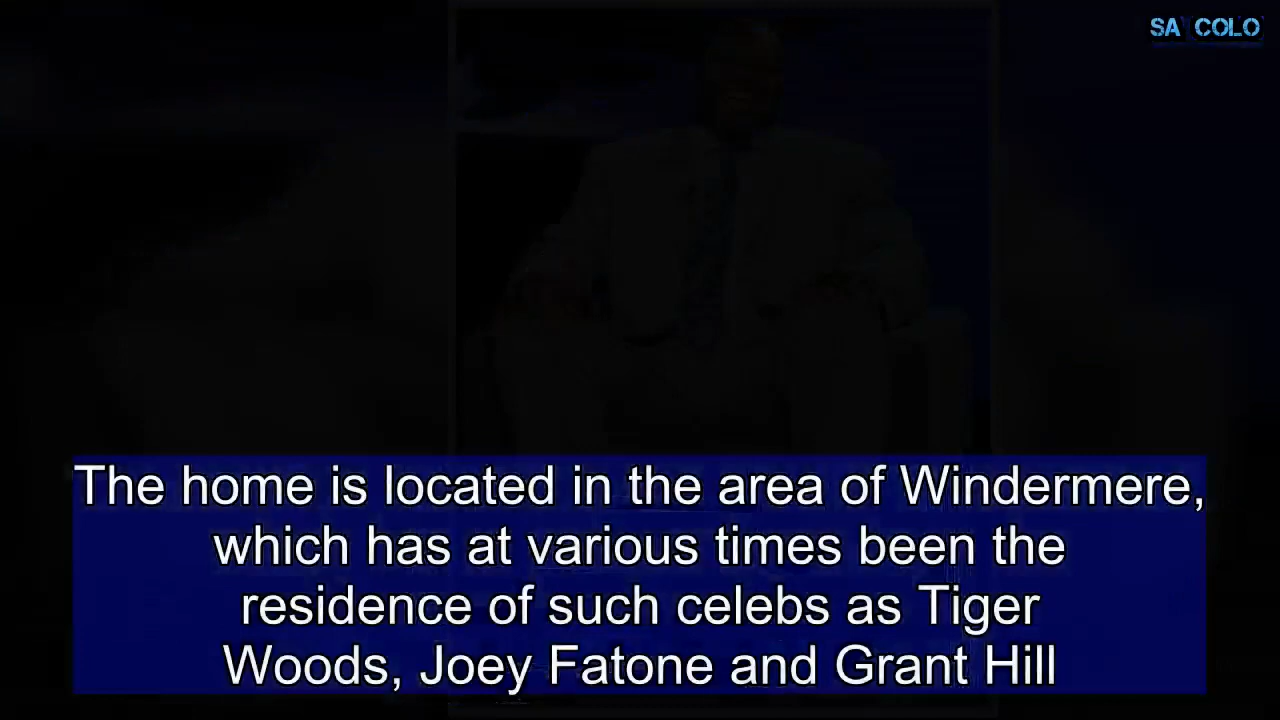 SA COLO
The home is located in the area of Windermere,
which has at various times been the
residence of such celebs as Tiger
Woods, Joey Fatone and Grant Hill